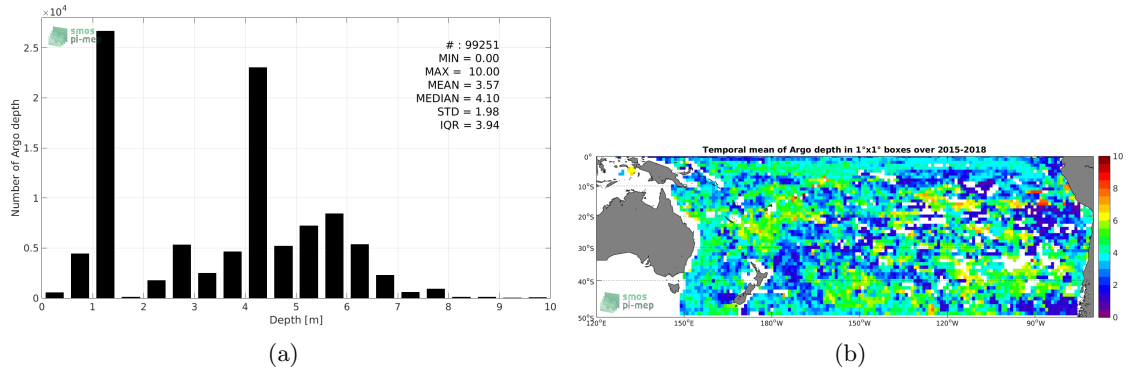 ×10⁴
smos
pi-mep
# : 99251
MIN = 0.00
MAX = 10.00
MEAN = 3.57
MEDIAN = 4.10
STD = 1.98
IQR = 3.94
Number of Argo depth
2.5
2
1.5
1
0.5
0
0 1 2 3 4 5 6 7 8 9 10
Depth [m]
(a)
Temporal mean of Argo depth in 1°x1° boxes over 2015-2018
0°
10°S
20°S
30°S
40°S
50°S
smos
pi-mep
120°E 150°E 180°W 150°W 120°W 90°W
10
8
6
4
2
0
(b)